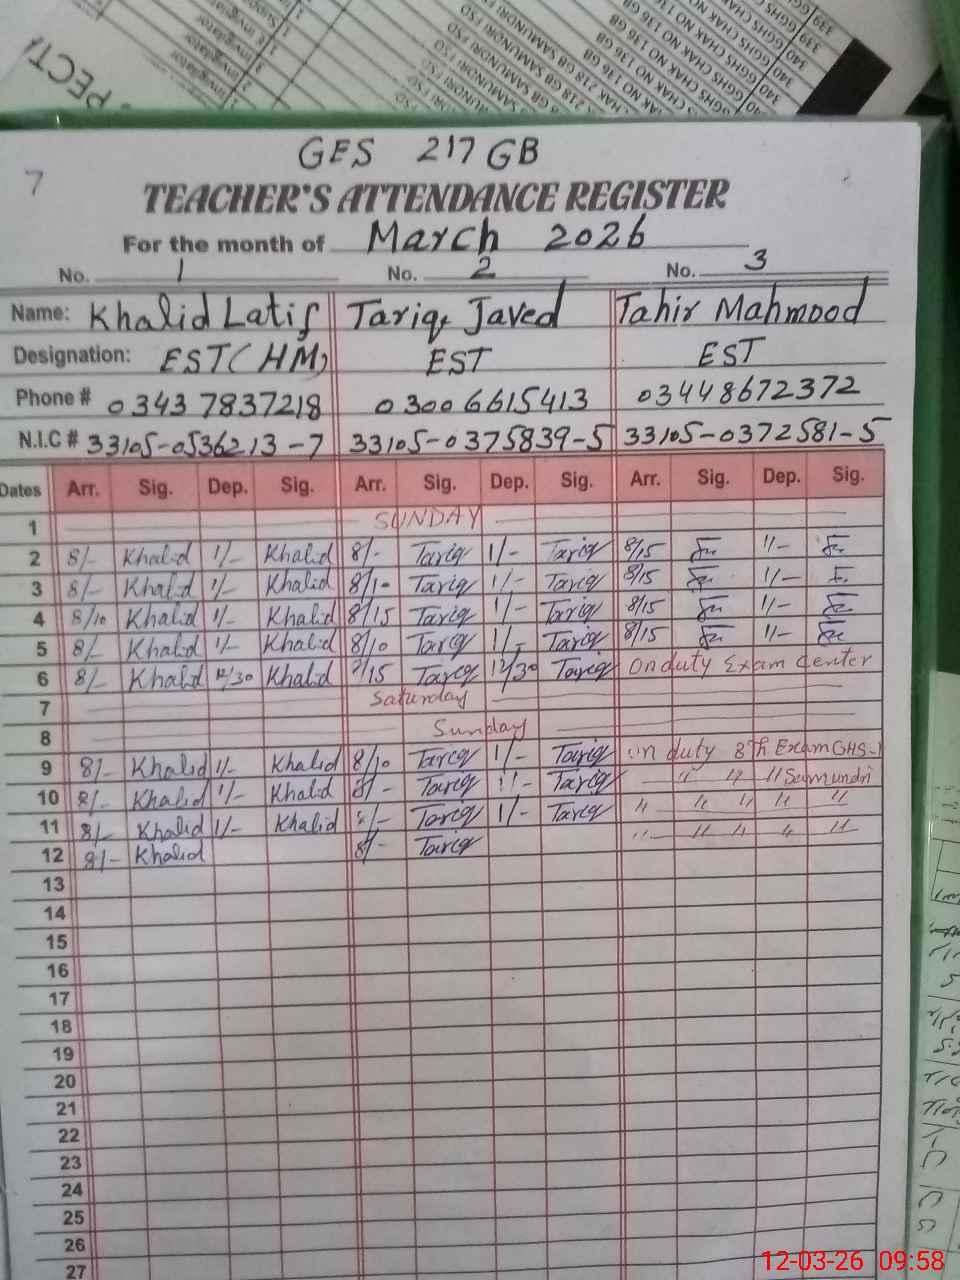 GES 217 GB
7
TEACHER'S ATTENDANCE REGISTER
For the month of March 2026
No. 1 No. 2 No. 3
Name: Khalid Latif Tariq Javed Tahir Mahmood
Designation: EST (HM) EST EST
Phone # 03437837218 03006615413 03448672372
N.I.C # 33105-0536213-7 33105-0375839-5 33105-0372581-5
Dates Arr. Sig. Dep. Sig. Arr. Sig. Dep. Sig. Arr. Sig. Dep. Sig.
1 SUNDAY
2 8/- Khalid 1/- Khalid 8/- Tariq 1/- Tariq 8/15 1/-
3 8/- Khalid 1/- Khalid 8/10 Tariq 1/- Tariq 8/15 1/-
4 8/10 Khalid 1/- Khalid 8/15 Tariq 1/- Tariq 8/15 1/-
5 8/- Khalid 1/- Khalid 8/10 Tariq 1/- Tariq 8/15 1/-
6 8/- Khalid 12/30 Khalid Tariq 12/30 Tariq On duty Exam Center
7 Saturday
8 Sunday
9 8/- Khalid 1/- Khalid 8/10 Tariq 1/- Tariq on duty 8th Exam GHS-1
10 8/- Khalid 1/- Khalid 8/- Tariq Tariq " " " Samundri
11 8/- Khalid 1/- Khalid Tariq 1/- Tariq " " " " "
12 8/- Khalid 8/- Tariq " " " " "
13
14
15
16
17
18
19
20
21
22
23
24
25
26
27
12-03-26 09:58